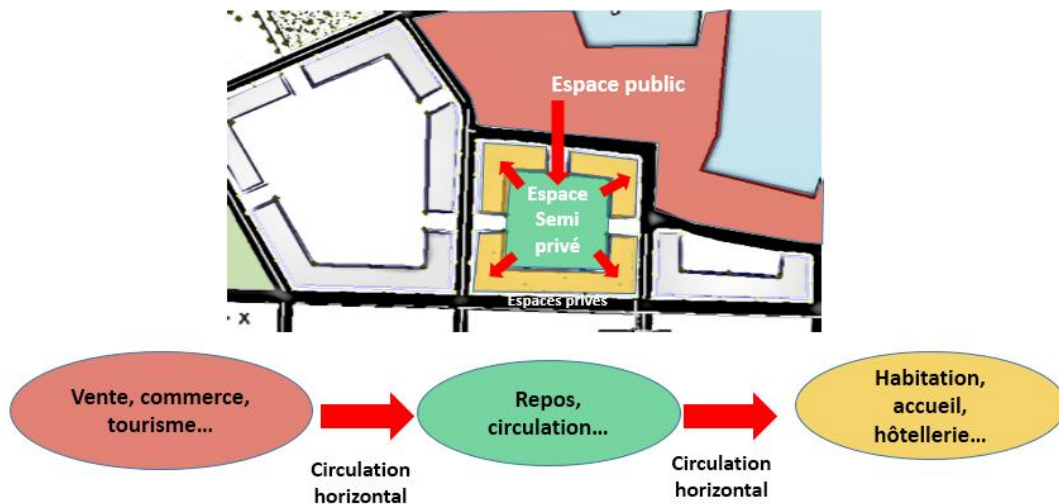 Espace public
Espace
Semi
privé
Espaces privés
x
Vente, commerce,
tourisme...
Circulation
horizontal
Repos,
circulation...
Circulation
horizontal
Habitation,
accueil,
hôtellerie...